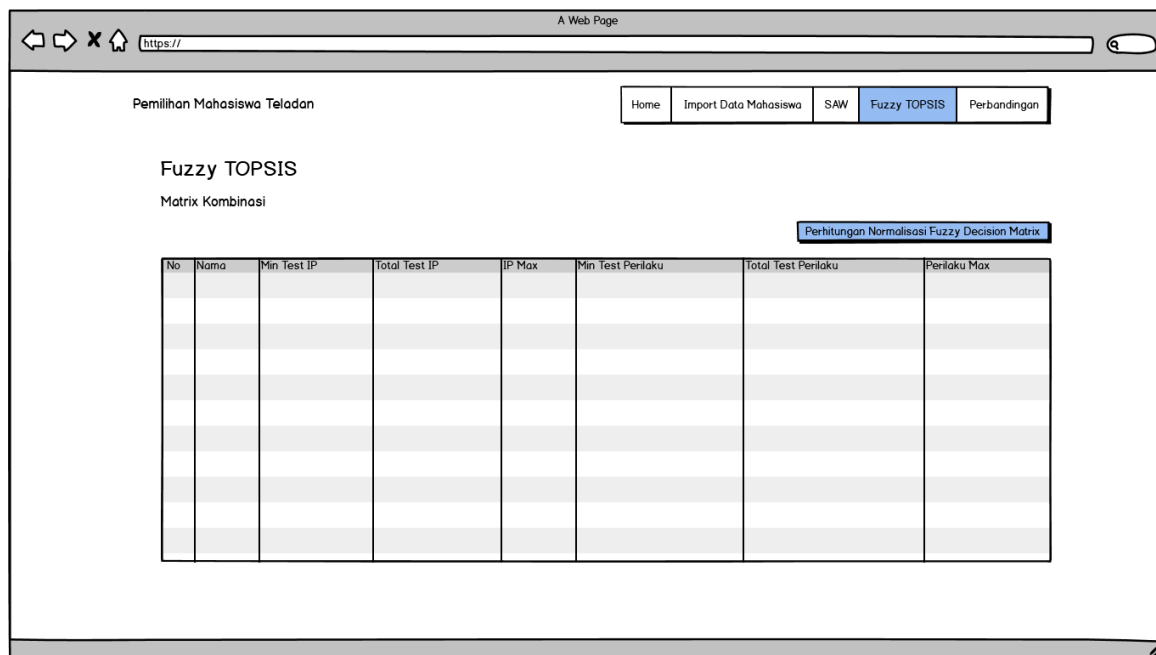 A Web Page
https://
Pemilihan Mahasiswa Teladan
Home Import Data Mahasiswa SAW Fuzzy TOPSIS Perbandingan
Fuzzy TOPSIS
Matrix Kombinasi
Perhitungan Normalisasi Fuzzy Decision Matrix
No Nama Min Test IP Total Test IP IP Max Min Test Perilaku Total Test Perilaku Perilaku Max